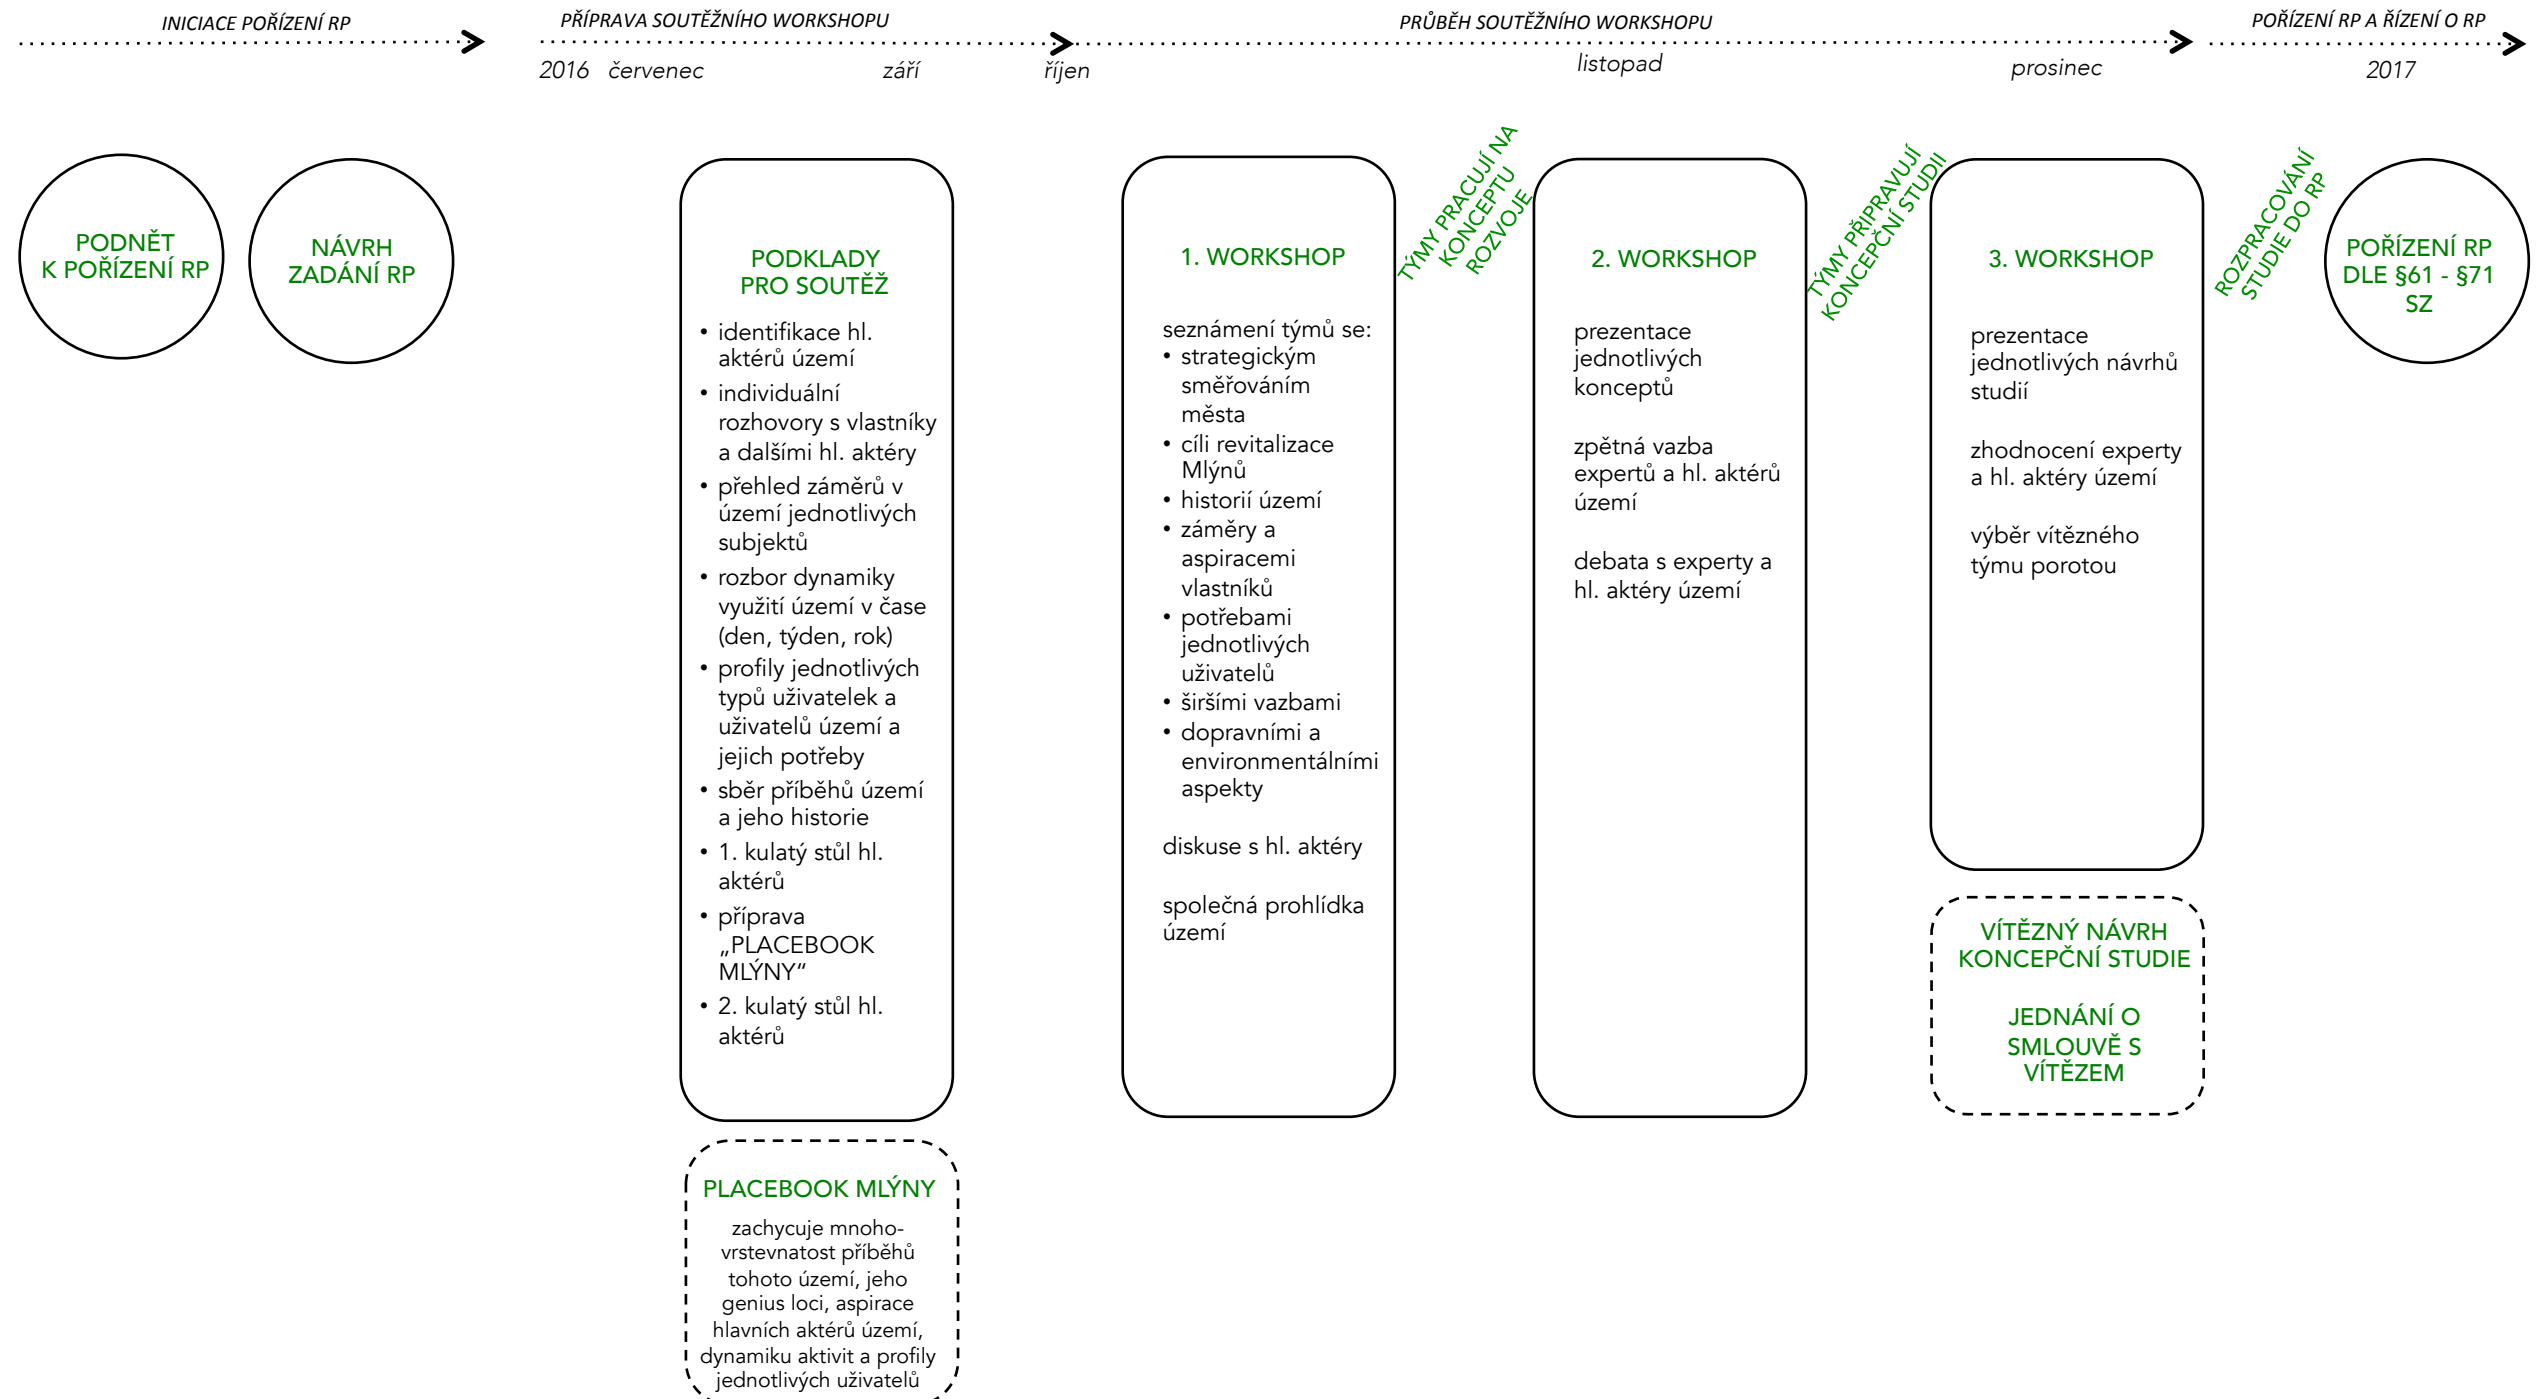 INICIACE POŘÍZENÍ RP
PŘÍPRAVA SOUTĚŽNÍHO WORKSHOPU
PRŮBĚH SOUTĚŽNÍHO WORKSHOPU
POŘÍZENÍ RP A ŘÍZENÍ O RP
2016 červenec
září
říjen
listopad
prosinec
2017
PODNĚT
K POŘÍZENÍ RP
NÁVRH
ZADÁNÍ RP
PODKLADY
PRO SOUTĚŽ
• identifikace hl.
aktérů území
• individuální
rozhovory s vlastníky
a dalšími hl. aktéry
• přehled záměrů v
území jednotlivých
subjektů
• rozbor dynamiky
využití území v čase
(den, týden, rok)
• profily jednotlivých
typů uživatelek a
uživatelů území a
jejich potřeby
• sběr příběhů území
a jeho historie
• 1. kulatý stůl hl.
aktérů
• příprava
„PLACEBOOK
MLÝNY“
• 2. kulatý stůl hl.
aktérů
PLACEBOOK MLÝNY
zachycuje mnoho-
vrstevnatost příběhů
tohoto území, jeho
genius loci, aspirace
hlavních aktérů území,
dynamiku aktivit a profily
jednotlivých uživatelů
1. WORKSHOP
seznámení týmů se:
• strategickým
směřováním
města
• cíli revitalizace
Mlýnů
• historií území
• záměry a
aspiracemi
vlastníků
• potřebami
jednotlivých
uživatelů
• širšími vazbami
• dopravními a
environmentálními
aspekty
diskuse s hl. aktéry
společná prohlídka
území
TÝMY PRACUJÍ NA
KONCEPTU
ROZVOJE
2. WORKSHOP
prezentace
jednotlivých
konceptů
zpětná vazba
expertů a hl. aktérů
území
debata s experty a
hl. aktéry území
TÝMY PŘIPRAVUJÍ
KONCEPČNÍ STUDII
3. WORKSHOP
prezentace
jednotlivých návrhů
studií
zhodnocení experty
a hl. aktéry území
výběr vítězného
týmu porotou
VÍTĚZNÝ NÁVRH
KONCEPČNÍ STUDIE
JEDNÁNÍ O
SMLOUVĚ S
VÍTĚZEM
ROZPRACOVÁNÍ
STUDIE DO RP
POŘÍZENÍ RP
DLE §61 - §71
SZ